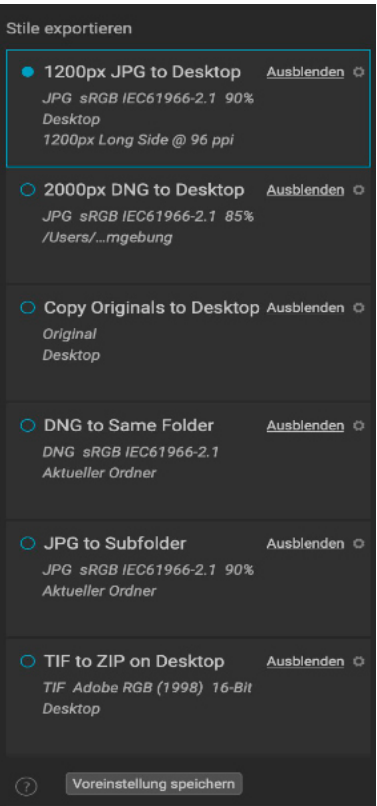 Stile exportieren
1200px JPG to Desktop Ausblenden
JPG sRGB IEC61966-2.1 90%
Desktop
1200px Long Side @ 96 ppi
2000px DNG to Desktop Ausblenden
JPG sRGB IEC61966-2.1 85%
/Users/...mgebung
Copy Originals to Desktop Ausblenden
Original
Desktop
DNG to Same Folder Ausblenden
DNG sRGB IEC61966-2.1
Aktueller Ordner
JPG to Subfolder Ausblenden
JPG sRGB IEC61966-2.1 90%
Aktueller Ordner
TIF to ZIP on Desktop Ausblenden
TIF Adobe RGB (1998) 16-Bit
Desktop
? Voreinstellung speichern